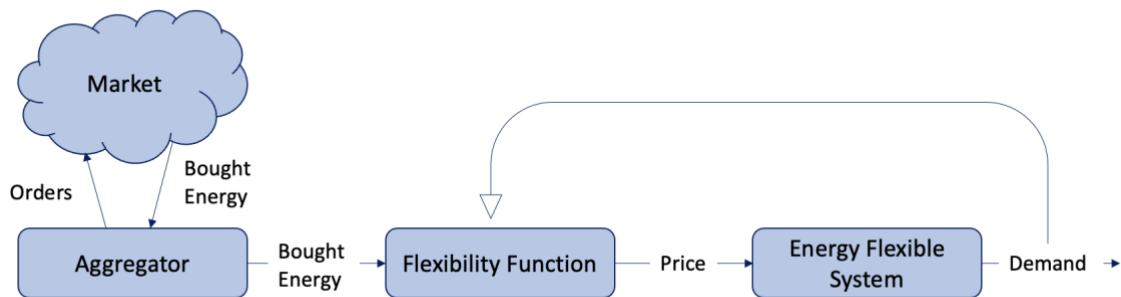 Market
Orders
Bought
Energy
Aggregator
Bought
Energy
Flexibility Function
Price
Energy Flexible
System
Demand